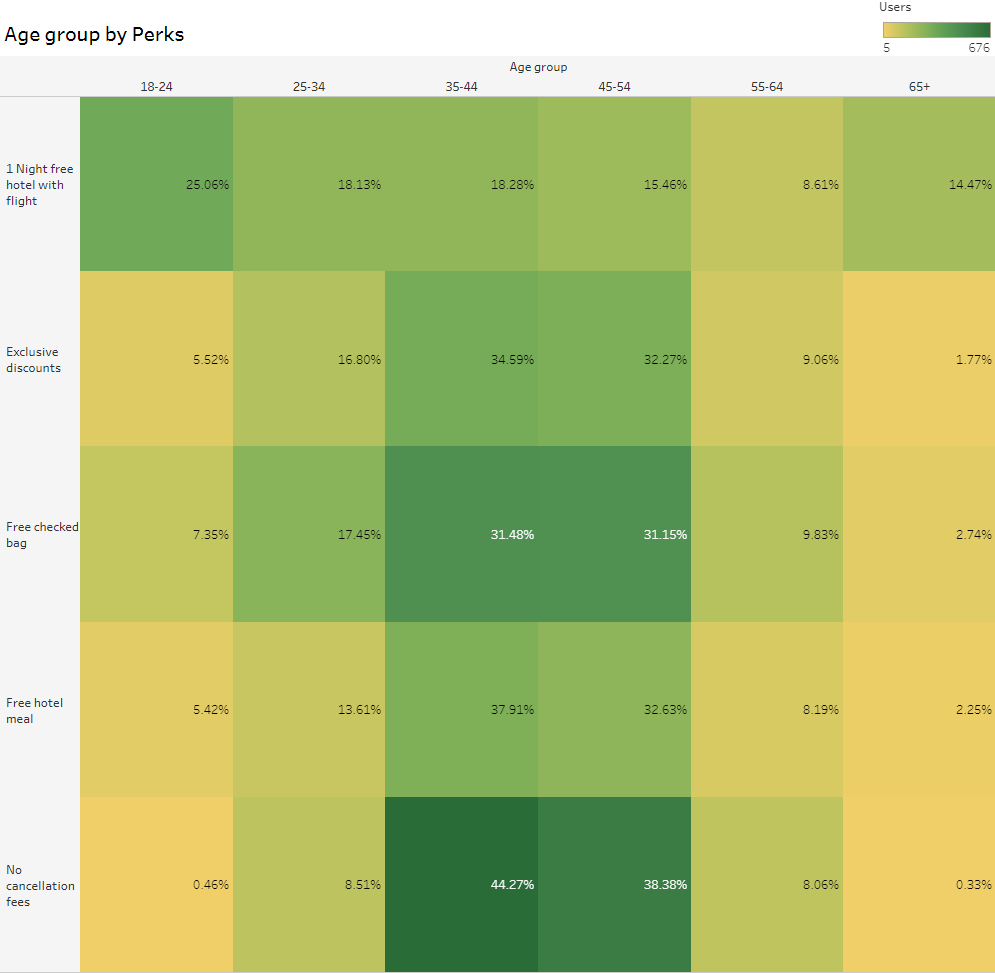 Users
5 676
Age group by Perks
Age group
18-24 25-34 35-44 45-54 55-64 65+
1 Night free
hotel with
flight
25.06% 18.13% 18.28% 15.46% 8.61% 14.47%
Exclusive
discounts
5.52% 16.80% 34.59% 32.27% 9.06% 1.77%
Free checked
bag
7.35% 17.45% 31.48% 31.15% 9.83% 2.74%
Free hotel
meal
5.42% 13.61% 37.91% 32.63% 8.19% 2.25%
No
cancellation
fees
0.46% 8.51% 44.27% 38.38% 8.06% 0.33%